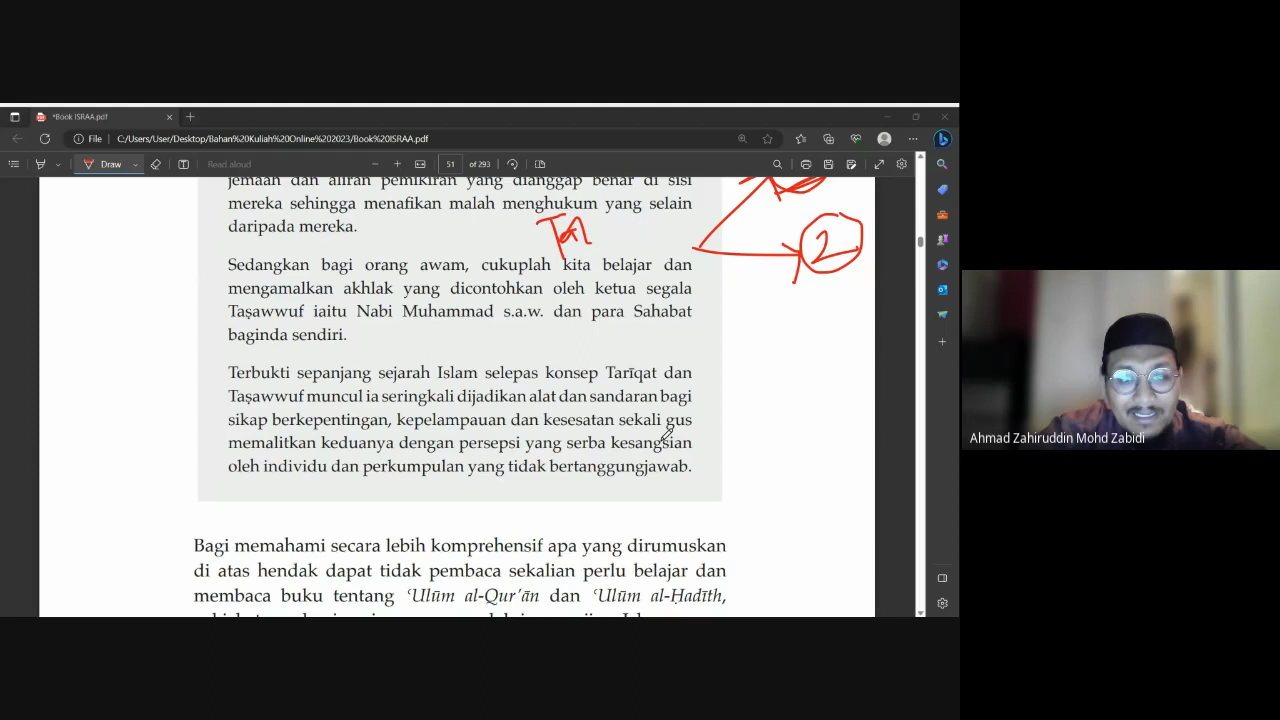 *Book ISRAA.pdf
File
C:/Users/User/Desktop/Bahan%20Kuliah%20Online%202023/Book%20ISRAA.pdf
Draw
Read aloud
51
of 293
jemaan dan aliran pemikiran yang dianggap benar di sisi
mereka sehingga menafikan malah menghukum yang selain
daripada mereka.
2
Sedangkan bagi orang awam, cukuplah kita belajar dan
mengamalkan akhlak yang dicontohkan oleh ketua segala
Taṣawwuf iaitu Nabi Muhammad s.a.w. dan para Sahabat
baginda sendiri.
Terbukti sepanjang sejarah Islam selepas konsep Tarīqat dan
Taṣawwuf muncul ia seringkali dijadikan alat dan sandaran bagi
sikap berkepentingan, kepelampauan dan kesesatan sekali gus
memalitkan keduanya dengan persepsi yang serba kesangsian
oleh individu dan perkumpulan yang tidak bertanggungjawab.
Bagi memahami secara lebih komprehensif apa yang dirumuskan
di atas hendak dapat tidak pembaca sekalian perlu belajar dan
membaca buku tentang ‘Ulūm al-Qur’ān dan ‘Ulūm al-Ḥadīth,
Ahmad Zahiruddin Mohd Zabidi